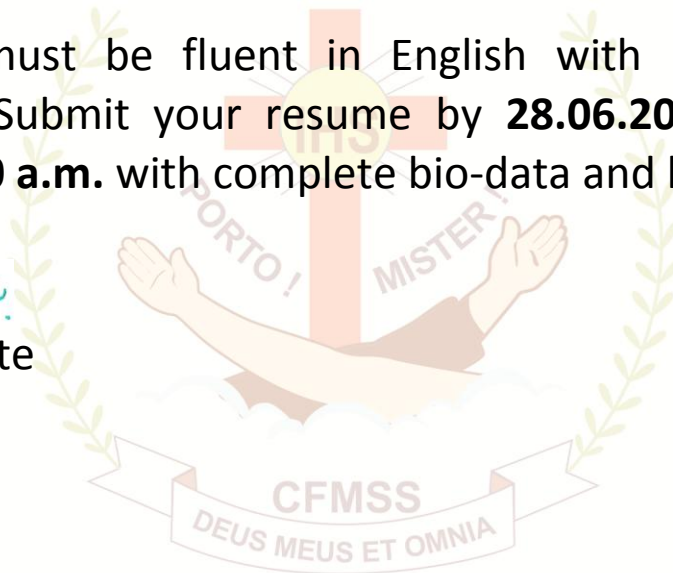 must be fluent in English with
Submit your resume by 28.06.20
a.m. with complete bio-data and
te
IHS
PORTO !
MISTER !
CFMSS
DEUS MEUS ET OMNIA